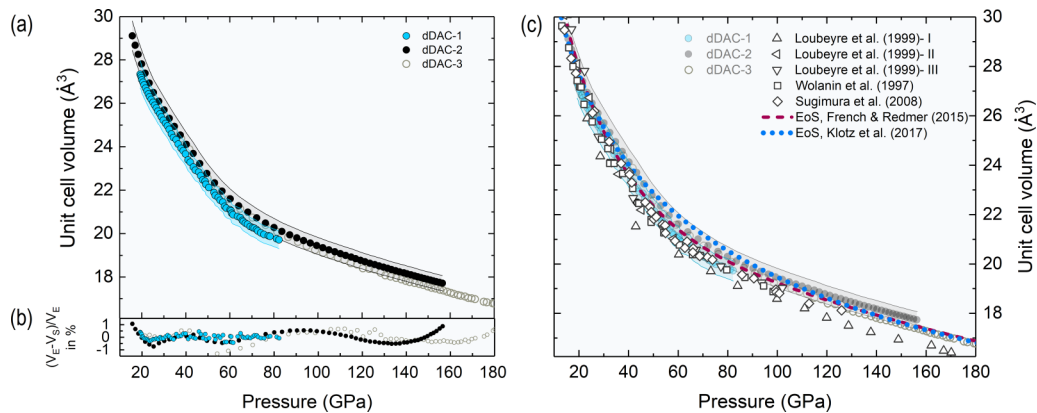 (a)
dDAC-1
dDAC-2
dDAC-3
Unit cell volume (Å³)
30
28
26
24
22
20
18
16
(b)
(V_E-V_S)/V_E
in %
1
0
-1
20 40 60 80 100 120 140 160 180
Pressure (GPa)
(c)
dDAC-1
dDAC-2
dDAC-3
Loubeyre et al. (1999)- I
Loubeyre et al. (1999)- II
Loubeyre et al. (1999)- III
Wolanin et al. (1997)
Sugimura et al. (2008)
EoS, French & Redmer (2015)
EoS, Klotz et al. (2017)
30
28
26
24
22
20
18
Unit cell volume (Å³)
20 40 60 80 100 120 140 160 180
Pressure (GPa)